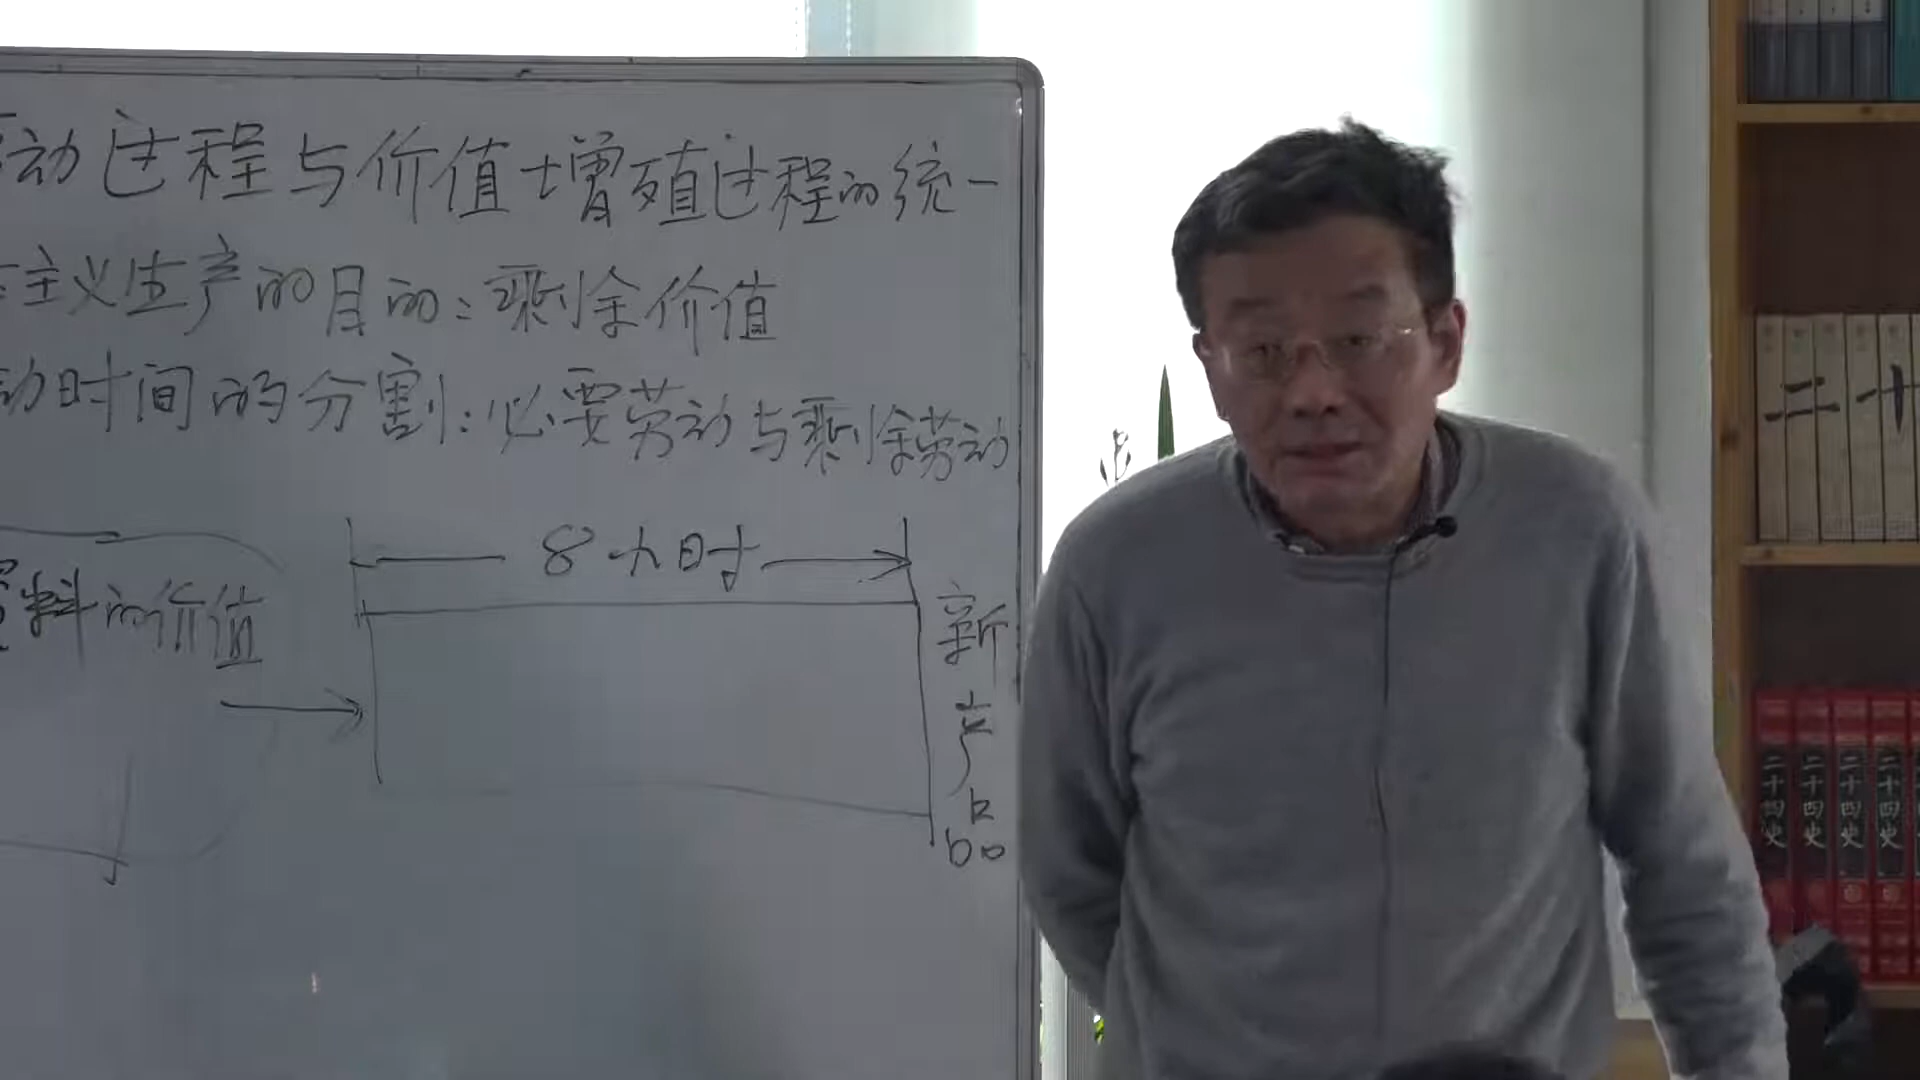 动过程与价值增殖过程的统一
主义生产的目的:剩余价值
动时间的分割:必要劳动与剩余劳动
8小时
料的价值
新产品
二十
二十四史
二十四史
二十四史
二十四史